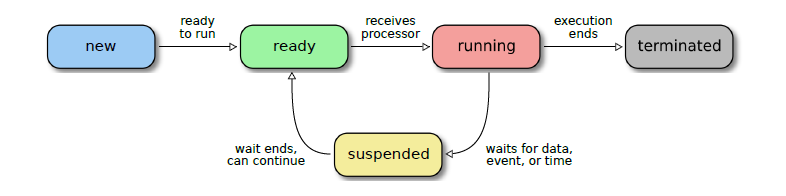 ready
to run
receives
processor
execution
ends
new
ready
running
terminated
wait ends,
can continue
suspended
waits for data,
event, or time